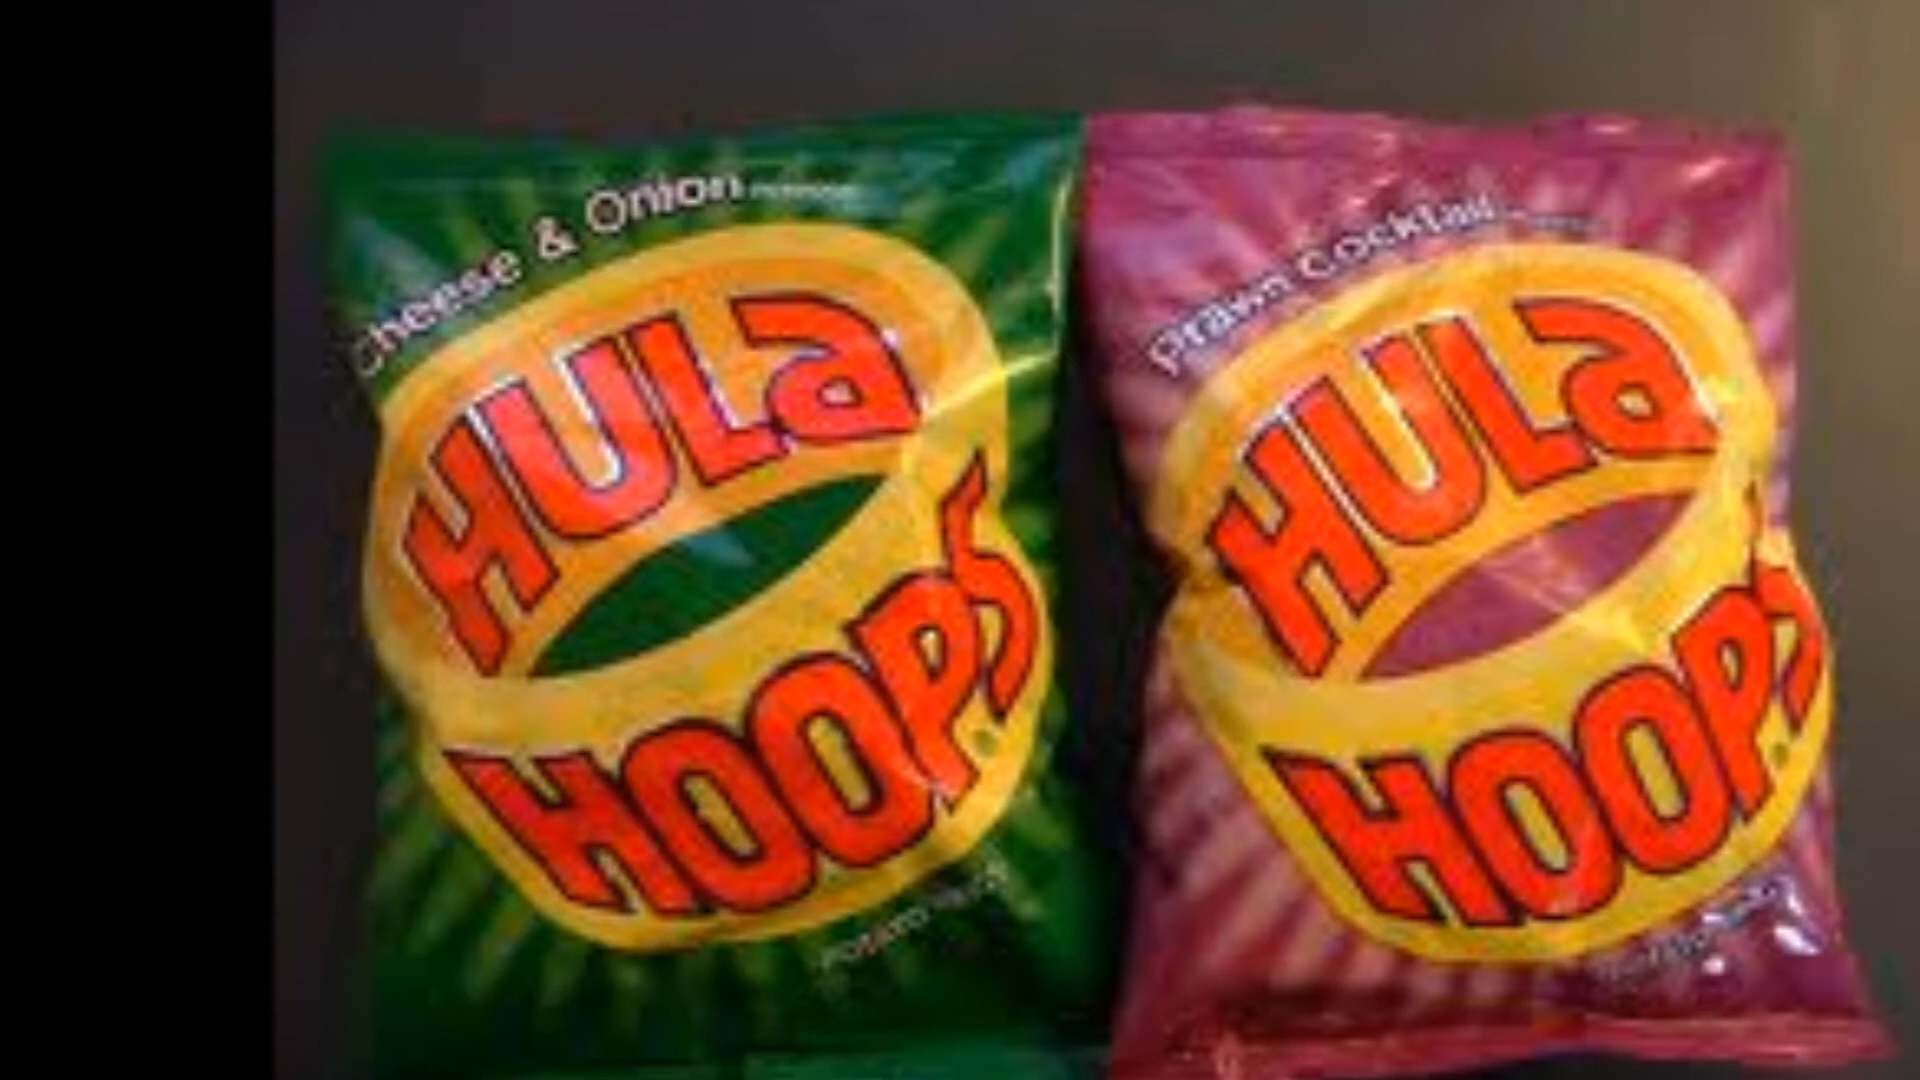 Cheese & Onion
HULa
HOOPS
Prawn Cocktail
HULa
HOOPS